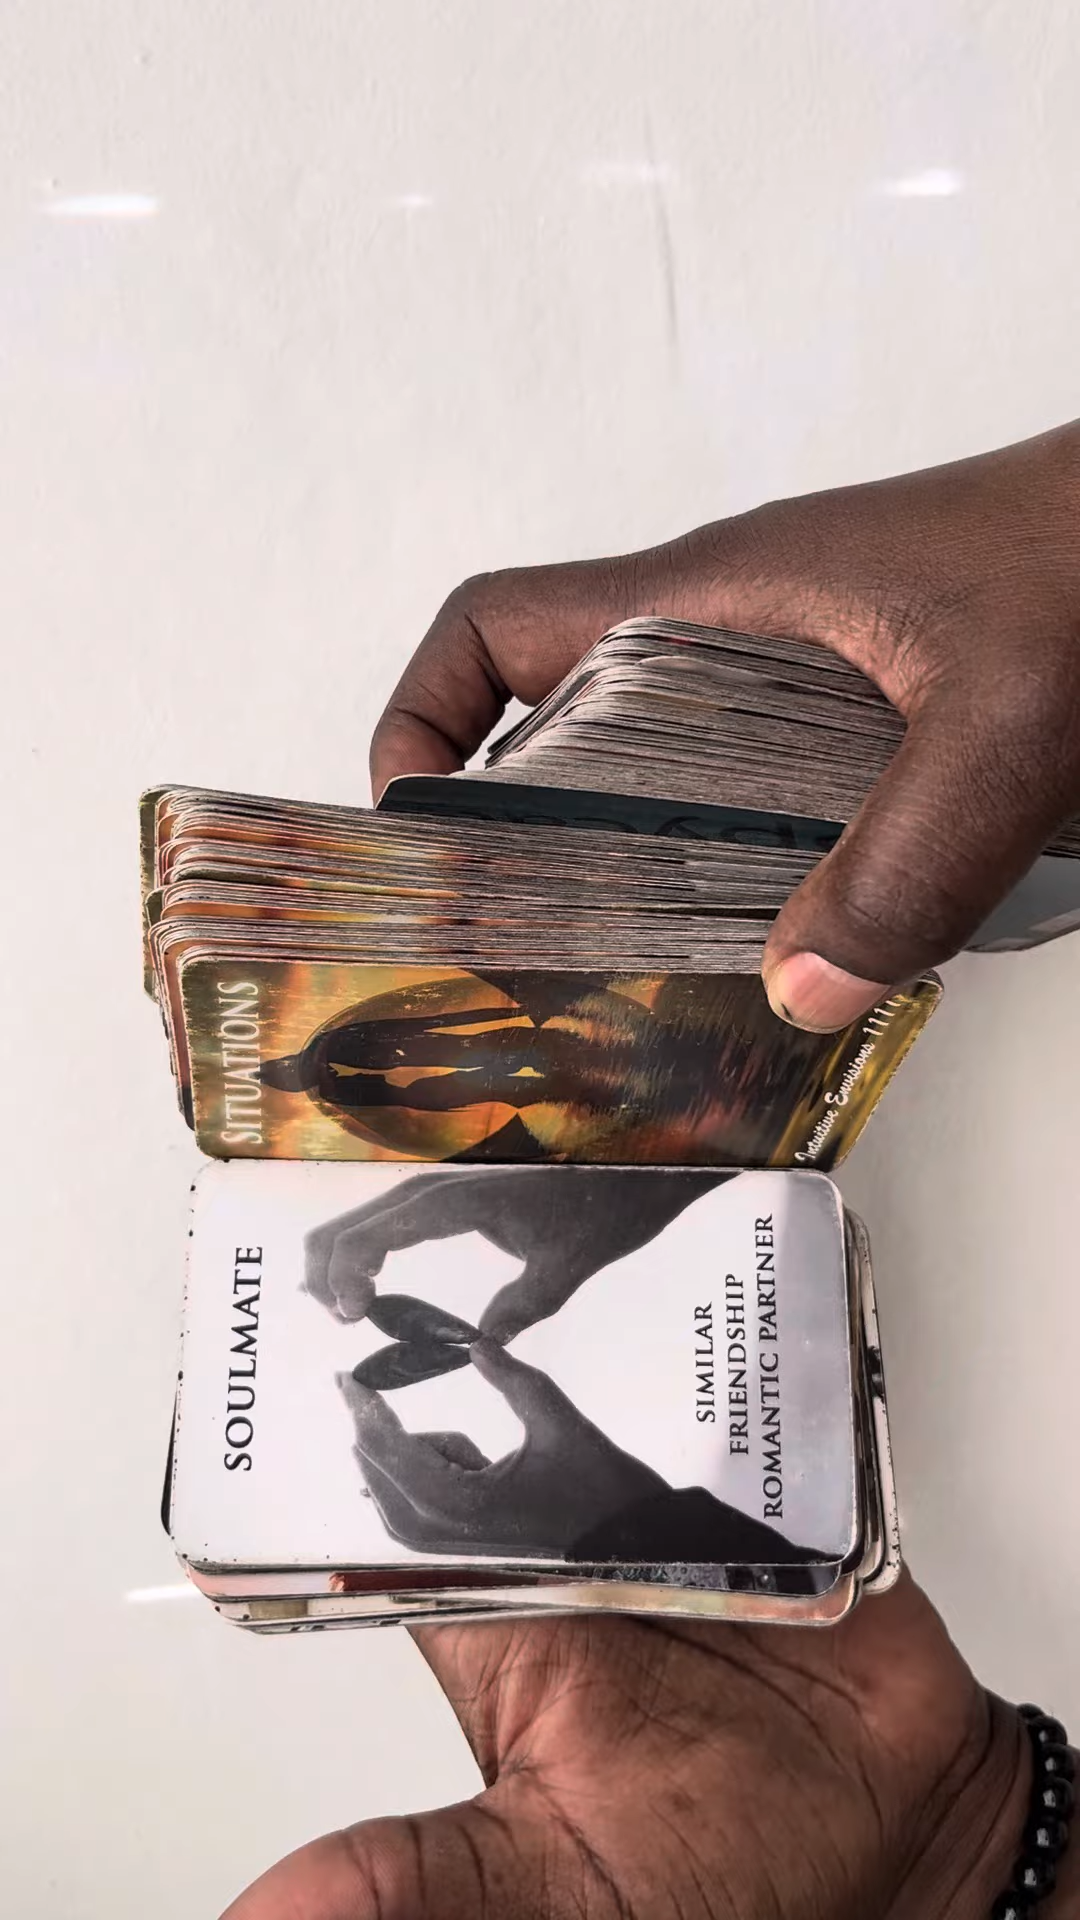 SITUATIONS
Intuitive Envisions 1111
SOULMATE
SIMILAR
FRIENDSHIP
ROMANTIC PARTNER